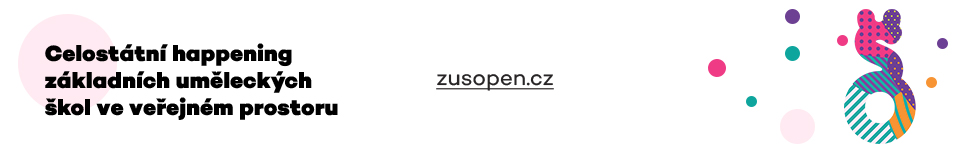 Celostátní happening
základních uměleckých
škol ve veřejném prostoru
zusopen.cz